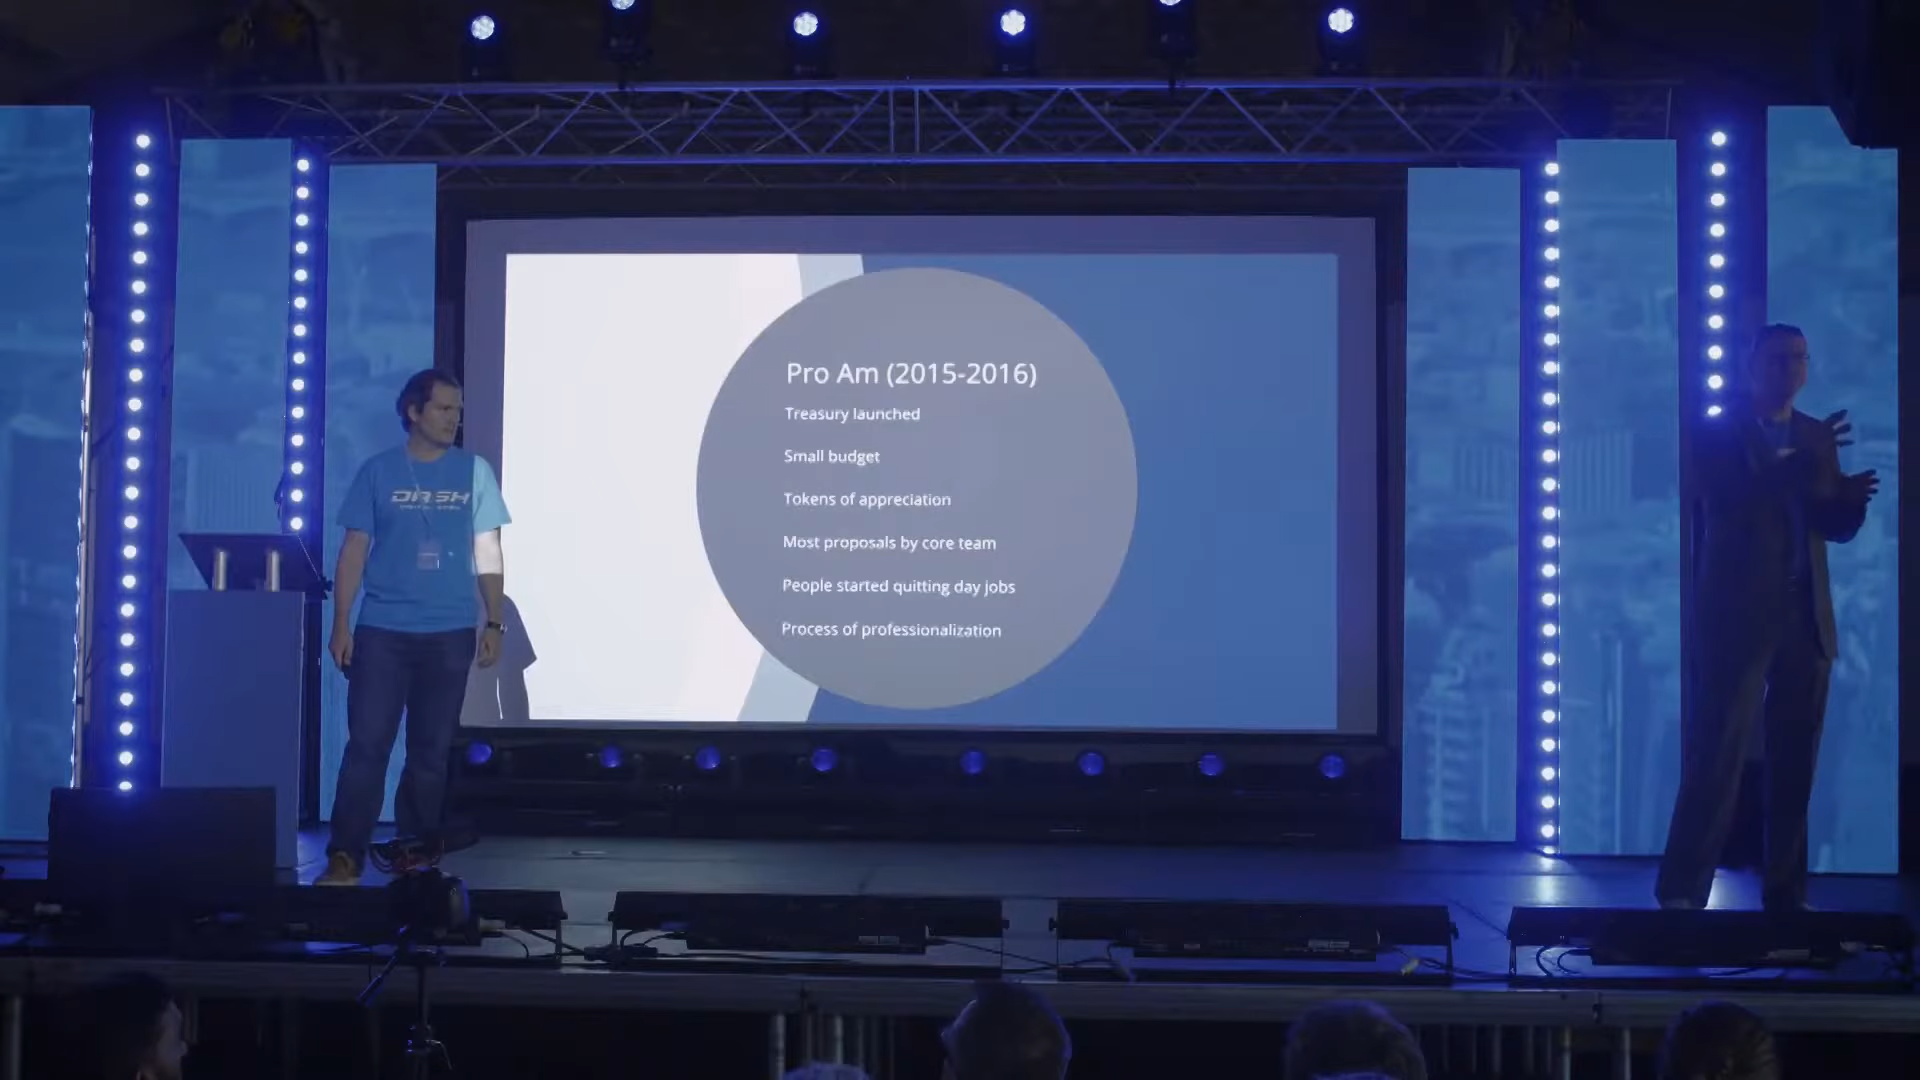 Pro Am (2015-2016)
Treasury launched
Small budget
Tokens of appreciation
Most proposals by core team
People started quitting day jobs
Process of professionalization
DASH